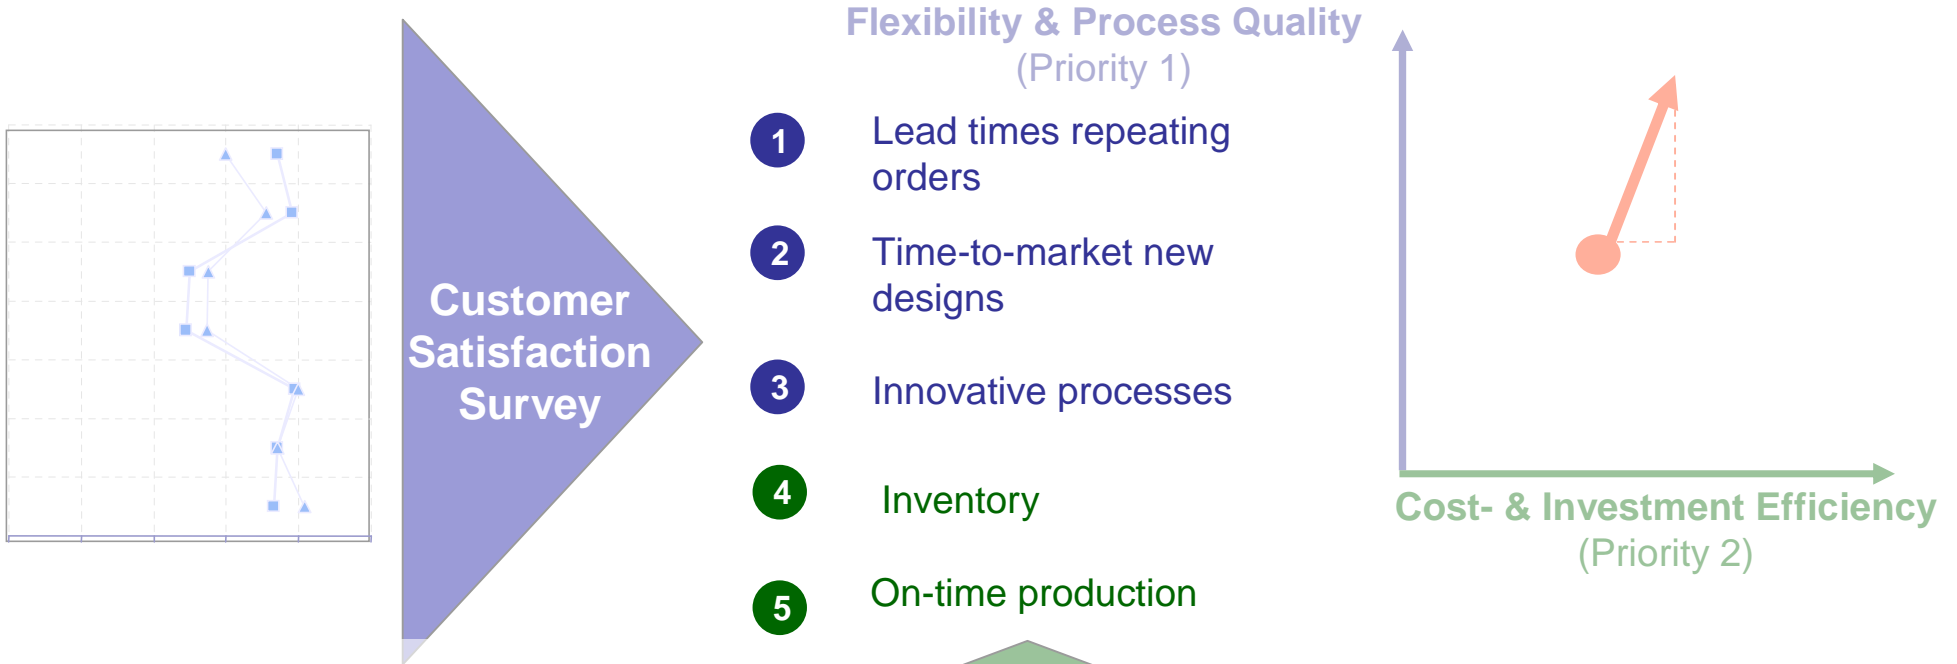 Flexibility & Process Quality
(Priority 1)
1
Lead times repeating
orders
2
Time-to-market new
designs
Customer
Satisfaction
Survey
3
Innovative processes
4
Inventory
5
On-time production
Cost- & Investment Efficiency
(Priority 2)